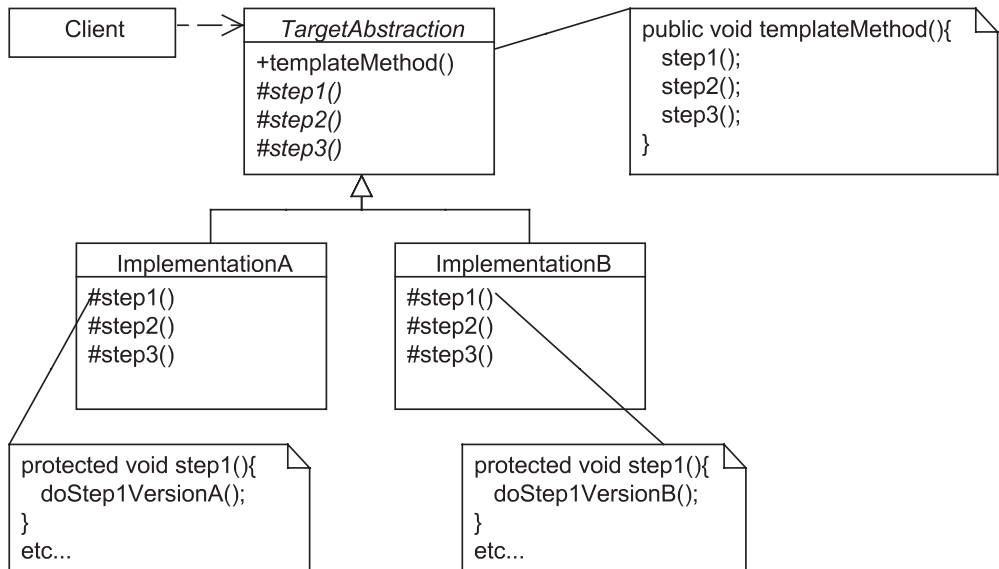 Client
TargetAbstraction
+templateMethod()
#step1()
#step2()
#step3()
public void templateMethod(){
step1();
step2();
step3();
}
ImplementationA
#step1()
#step2()
#step3()
ImplementationB
#step1()
#step2()
#step3()
protected void step1(){
doStep1VersionA();
}
etc...
protected void step1(){
doStep1VersionB();
}
etc...